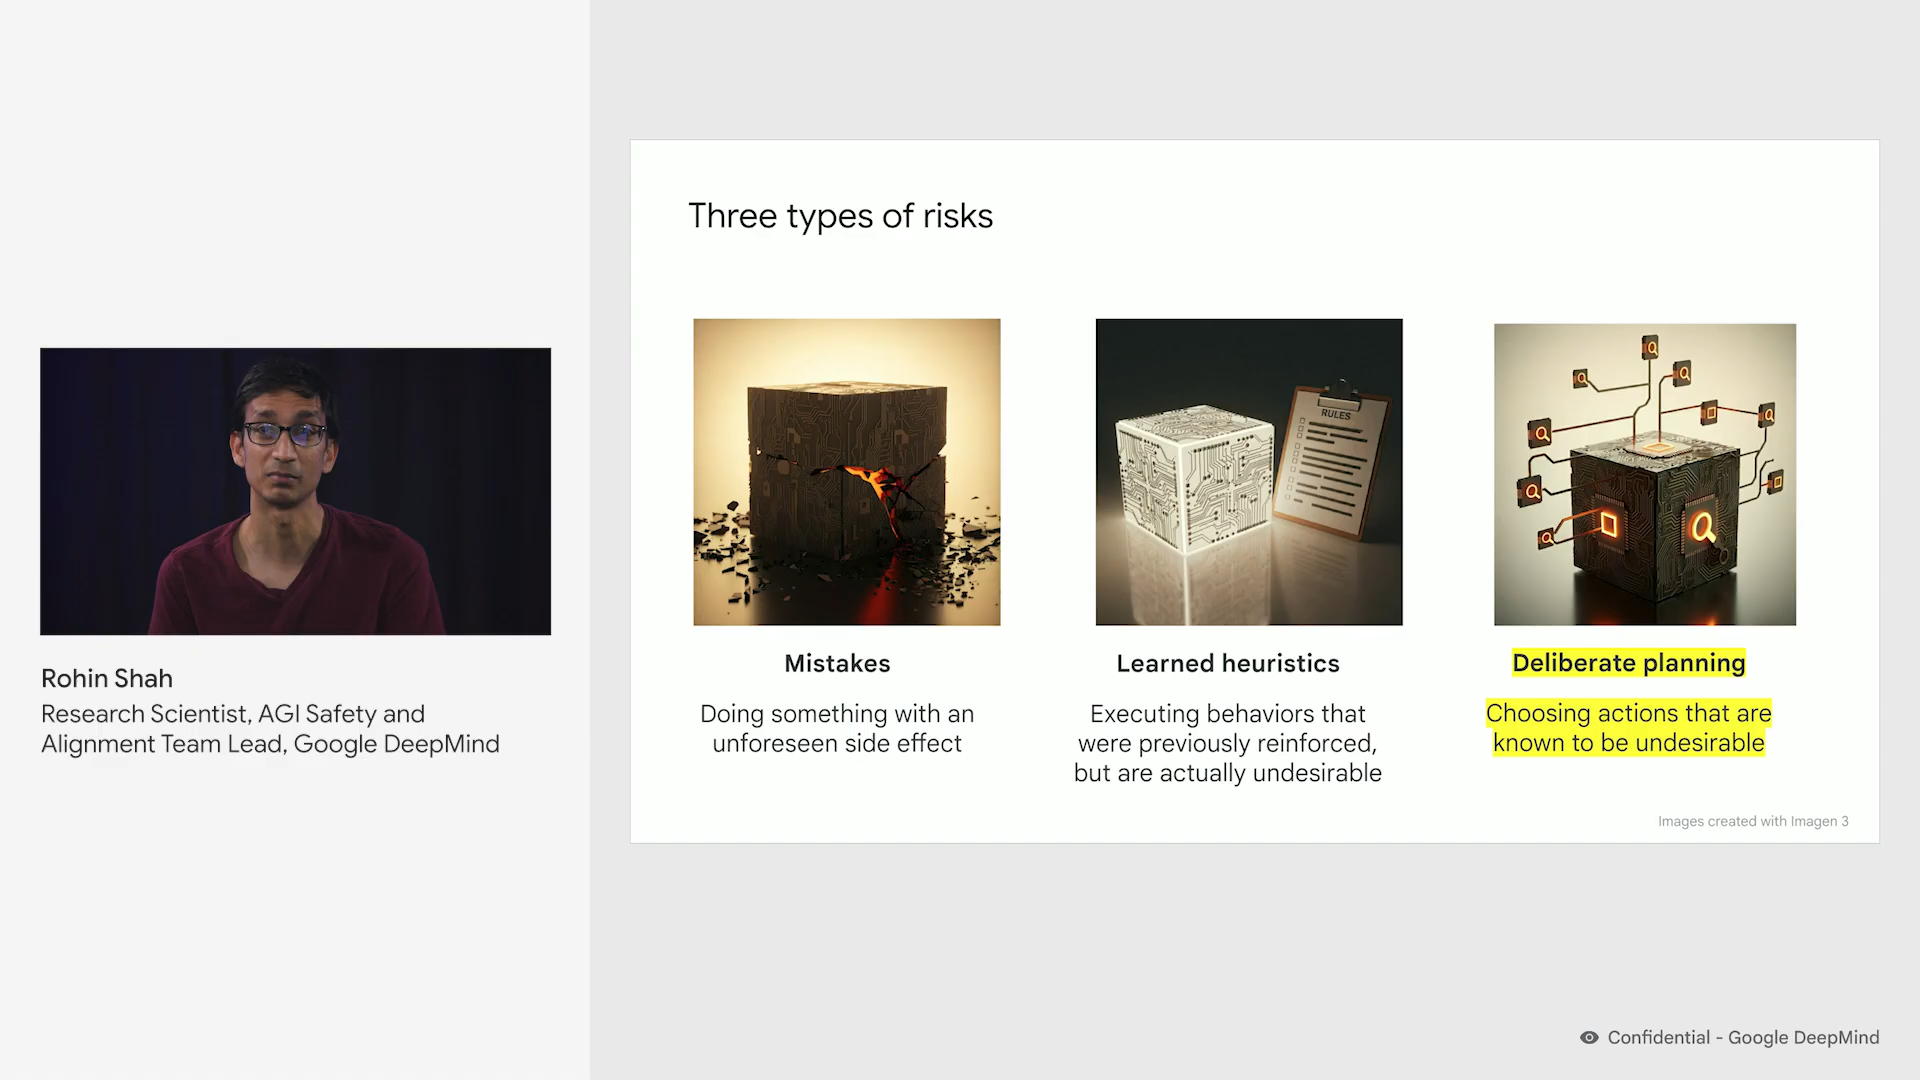 Three types of risks
RULES
Mistakes
Doing something with an
unforeseen side effect
Learned heuristics
Executing behaviors that
were previously reinforced,
but are actually undesirable
Deliberate planning
Choosing actions that are
known to be undesirable
Images created with Imagen 3
Rohin Shah
Research Scientist, AGI Safety and
Alignment Team Lead, Google DeepMind
Confidential - Google DeepMind